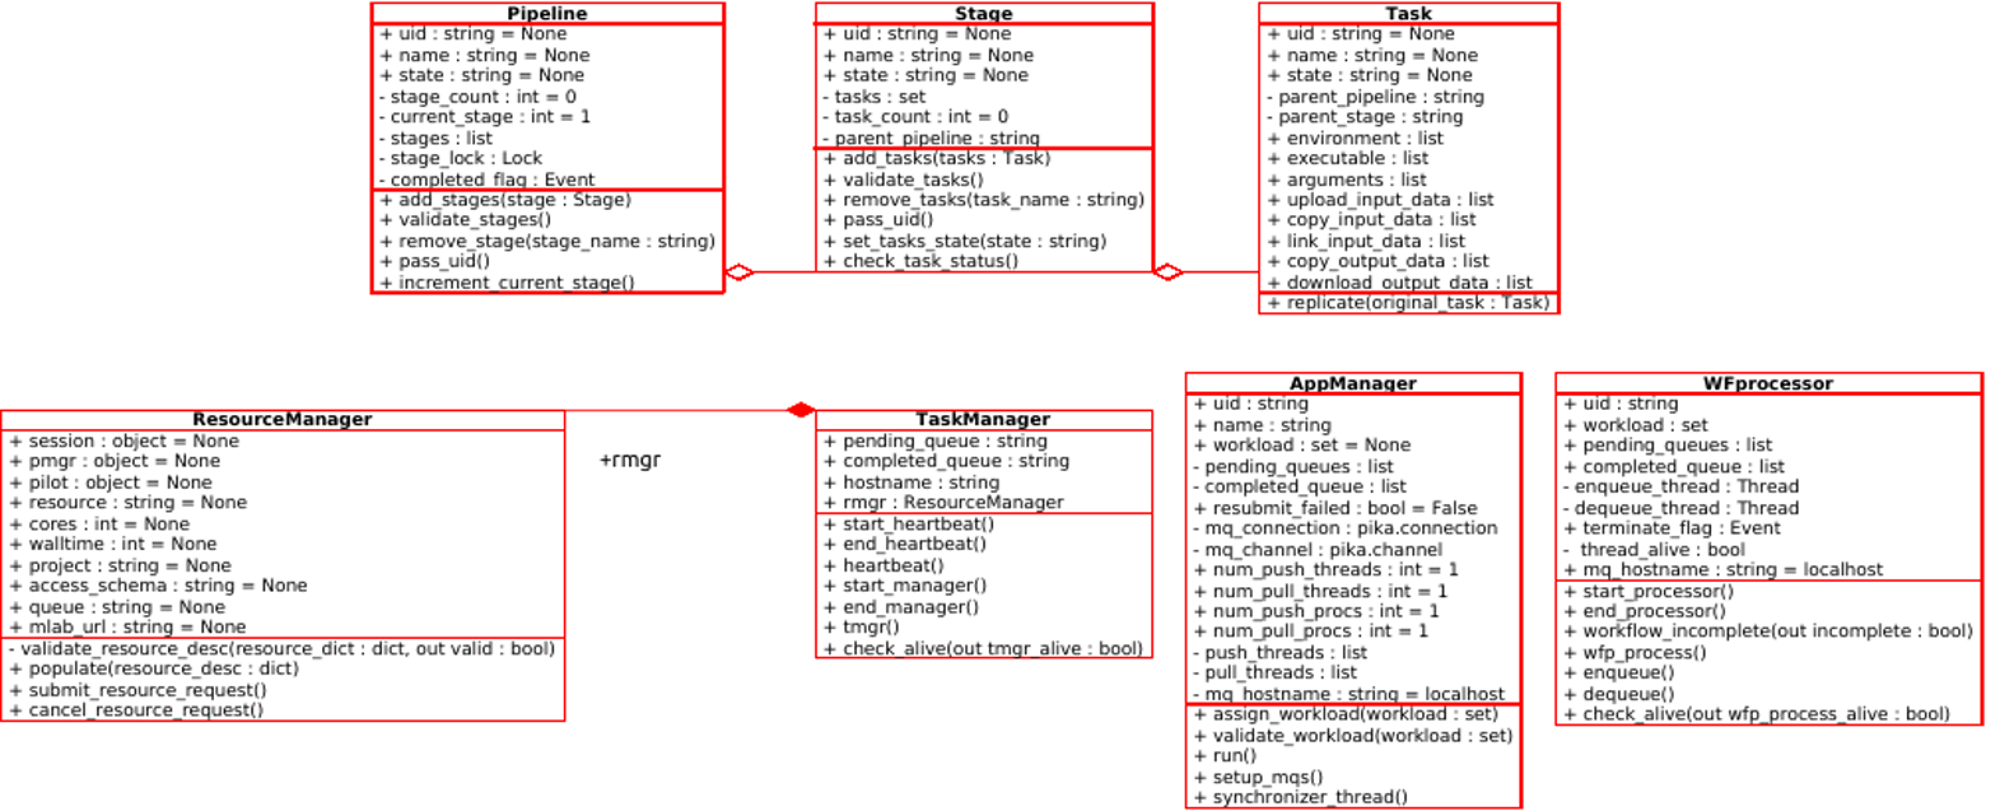 Pipeline
+ uid : string = None
+ name : string = None
+ state : string = None
- stage_count : int = 0
- current_stage : int = 1
- stages : list
- stage_lock : Lock
- completed_flag : Event
+ add_stages(stage : Stage)
+ validate_stages()
+ remove_stage(stage_name : string)
+ pass_uid()
+ increment_current_stage()
Stage
+ uid : string = None
+ name : string = None
+ state : string = None
- tasks : set
- task_count : int = 0
- parent_pipeline : string
+ add_tasks(tasks : Task)
+ validate_tasks()
+ remove_tasks(task_name : string)
+ pass_uid()
+ set_tasks_state(state : string)
+ check_task_status()
Task
+ uid : string = None
+ name : string = None
+ state : string = None
- parent_pipeline : string
- parent_stage : string
+ environment : list
+ executable : list
+ arguments : list
+ upload_input_data : list
+ copy_input_data : list
+ link_input_data : list
+ copy_output_data : list
+ download_output_data : list
+ replicate(original_task : Task)
ResourceManager
+ session : object = None
+ pmgr : object = None
+ pilot : object = None
+ resource : string = None
+ cores : int = None
+ walltime : int = None
+ project : string = None
+ access_schema : string = None
+ queue : string = None
+ mlab_url : string = None
- validate_resource_desc(resource_dict : dict, out valid : bool)
+ populate(resource_desc : dict)
+ submit_resource_request()
+ cancel_resource_request()
+rmgr
TaskManager
+ pending_queue : string
+ completed_queue : string
+ hostname : string
+ rmgr : ResourceManager
+ start_heartbeat()
+ end_heartbeat()
+ heartbeat()
+ start_manager()
+ end_manager()
+ tmgr()
+ check_alive(out tmgr_alive : bool)
AppManager
+ uid : string
+ name : string
+ workload : set = None
- pending_queues : list
- completed_queue : list
+ resubmit_failed : bool = False
- mq_connection : pika.connection
- mq_channel : pika.channel
+ num_push_threads : int = 1
+ num_pull_threads : int = 1
+ num_push_procs : int = 1
+ num_pull_procs : int = 1
- push_threads : list
- pull_threads : list
- mq_hostname : string = localhost
+ assign_workload(workload : set)
+ validate_workload(workload : set)
+ run()
+ setup_mqs()
+ synchronizer_thread()
WFprocessor
+ uid : string
+ workload : set
+ pending_queues : list
+ completed_queue : list
- enqueue_thread : Thread
- dequeue_thread : Thread
+ terminate_flag : Event
- thread_alive : bool
+ mq_hostname : string = localhost
+ start_processor()
+ end_processor()
+ workflow_incomplete(out incomplete : bool)
+ wfp_process()
+ enqueue()
+ dequeue()
+ check_alive(out wfp_process_alive : bool)